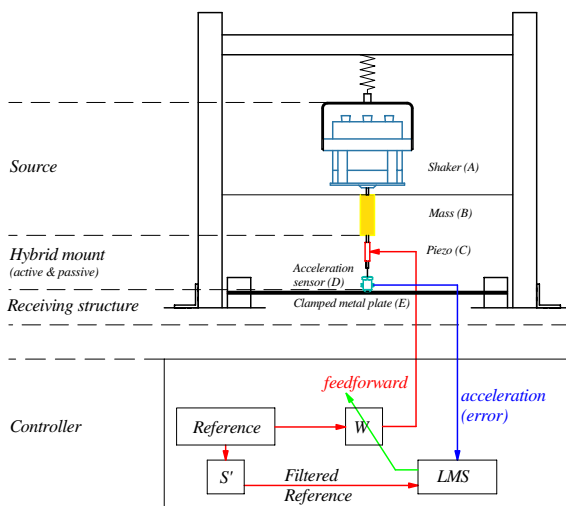 Source
Shaker (A)
Mass (B)
Hybrid mount
(active & passive)
Piezo (C)
Acceleration
sensor (D)
Receiving structure
Clamped metal plate (E)
feedforward
acceleration
(error)
Controller
Reference
W
S'
Filtered
Reference
LMS